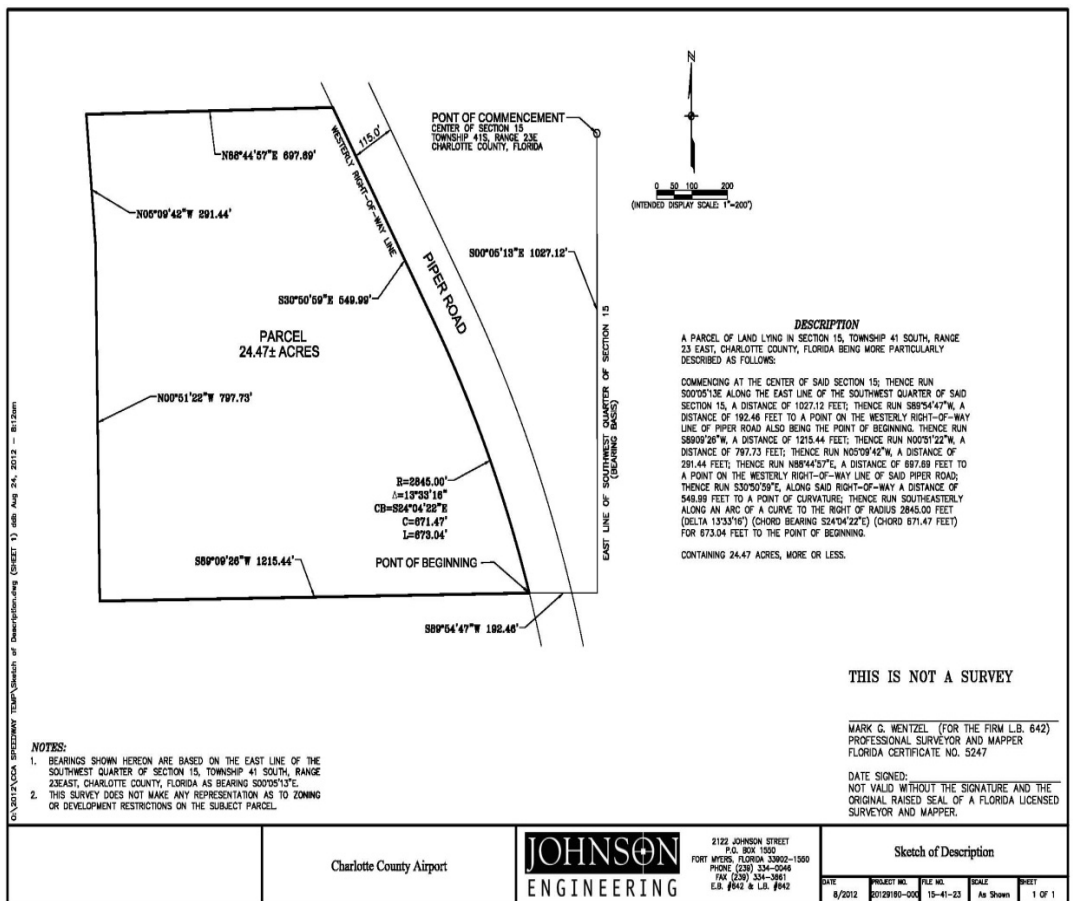 N
PONT OF COMMENCEMENT
CENTER OF SECTION 15
TOWNSHIP 41S, RANGE 23E
CHARLOTTE COUNTY, FLORIDA
115.0'
WESTERLY RIGHT-OF-WAY LINE
N88°44'57"E 697.69'
0 50 100 200
(INTENDED DISPLAY SCALE: 1"=200')
N05°09'42"W 291.44'
S00°05'13"E 1027.12'
PIPER ROAD
S30°50'59"E 549.99'
PARCEL
24.47± ACRES
N00°51'22"W 797.73'
EAST LINE OF SOUTHWEST QUARTER OF SECTION 15
(BEARING BASIS)
R=2845.00'
Δ=13°33'16"
CB=S24°04'22"E
C=671.47'
L=673.04'
S89°09'26"W 1215.44'
PONT OF BEGINNING
S89°54'47"W 192.46'
DESCRIPTION
A PARCEL OF LAND LYING IN SECTION 15, TOWNSHIP 41 SOUTH, RANGE
23 EAST, CHARLOTTE COUNTY, FLORIDA BEING MORE PARTICULARLY
DESCRIBED AS FOLLOWS:
COMMENCING AT THE CENTER OF SAID SECTION 15; THENCE RUN
S00°05'13E ALONG THE EAST LINE OF THE SOUTHWEST QUARTER OF SAID
SECTION 15, A DISTANCE OF 1027.12 FEET; THENCE RUN S89°54'47"W, A
DISTANCE OF 192.46 FEET TO A POINT ON THE WESTERLY RIGHT-OF-WAY
LINE OF PIPER ROAD ALSO BEING THE POINT OF BEGINNING. THENCE RUN
S8909'26"W, A DISTANCE OF 1215.44 FEET; THENCE RUN N00°51'22"W, A
DISTANCE OF 797.73 FEET; THENCE RUN N05°09'42"W, A DISTANCE OF
291.44 FEET; THENCE RUN N88°44'57"E, A DISTANCE OF 697.69 FEET TO
A POINT ON THE WESTERLY RIGHT-OF-WAY LINE OF SAID PIPER ROAD;
THENCE RUN S30°50'59"E, ALONG SAID RIGHT-OF-WAY A DISTANCE OF
549.99 FEET TO A POINT OF CURVATURE; THENCE RUN SOUTHEASTERLY
ALONG AN ARC OF A CURVE TO THE RIGHT OF RADIUS 2845.00 FEET
(DELTA 13°33'16") (CHORD BEARING S24°04'22"E) (CHORD 671.47 FEET)
FOR 673.04 FEET TO THE POINT OF BEGINNING.
CONTAINING 24.47 ACRES, MORE OR LESS.
THIS IS NOT A SURVEY
MARK G. WENTZEL (FOR THE FIRM L.B. 642)
PROFESSIONAL SURVEYOR AND MAPPER
FLORIDA CERTIFICATE NO. 5247
DATE SIGNED:
NOT VALID WITHOUT THE SIGNATURE AND THE
ORIGINAL RAISED SEAL OF A FLORIDA LICENSED
SURVEYOR AND MAPPER.
O:\2012\CCA SPEEDWAY TEMP\Sketch of Description.dwg (SHEET 1) ddb Aug 24, 2012 - 8:12am
NOTES:
1. BEARINGS SHOWN HEREON ARE BASED ON THE EAST LINE OF THE
SOUTHWEST QUARTER OF SECTION 15, TOWNSHIP 41 SOUTH, RANGE
23EAST, CHARLOTTE COUNTY, FLORIDA AS BEARING S00°05'13"E.
2. THIS SURVEY DOES NOT MAKE ANY REPRESENTATION AS TO ZONING
OR DEVELOPMENT RESTRICTIONS ON THE SUBJECT PARCEL.
Charlotte County Airport
JOHNSON
ENGINEERING
2122 JOHNSON STREET
P.O. BOX 1550
FORT MYERS, FLORIDA 33902-1550
PHONE (239) 334-0046
FAX (239) 334-3661
E.B. #642 & L.B. #642
Sketch of Description
DATE PROJECT NO. FILE NO. SCALE SHEET
8/2012 20129160-000 15-41-23 As Shown 1 OF 1